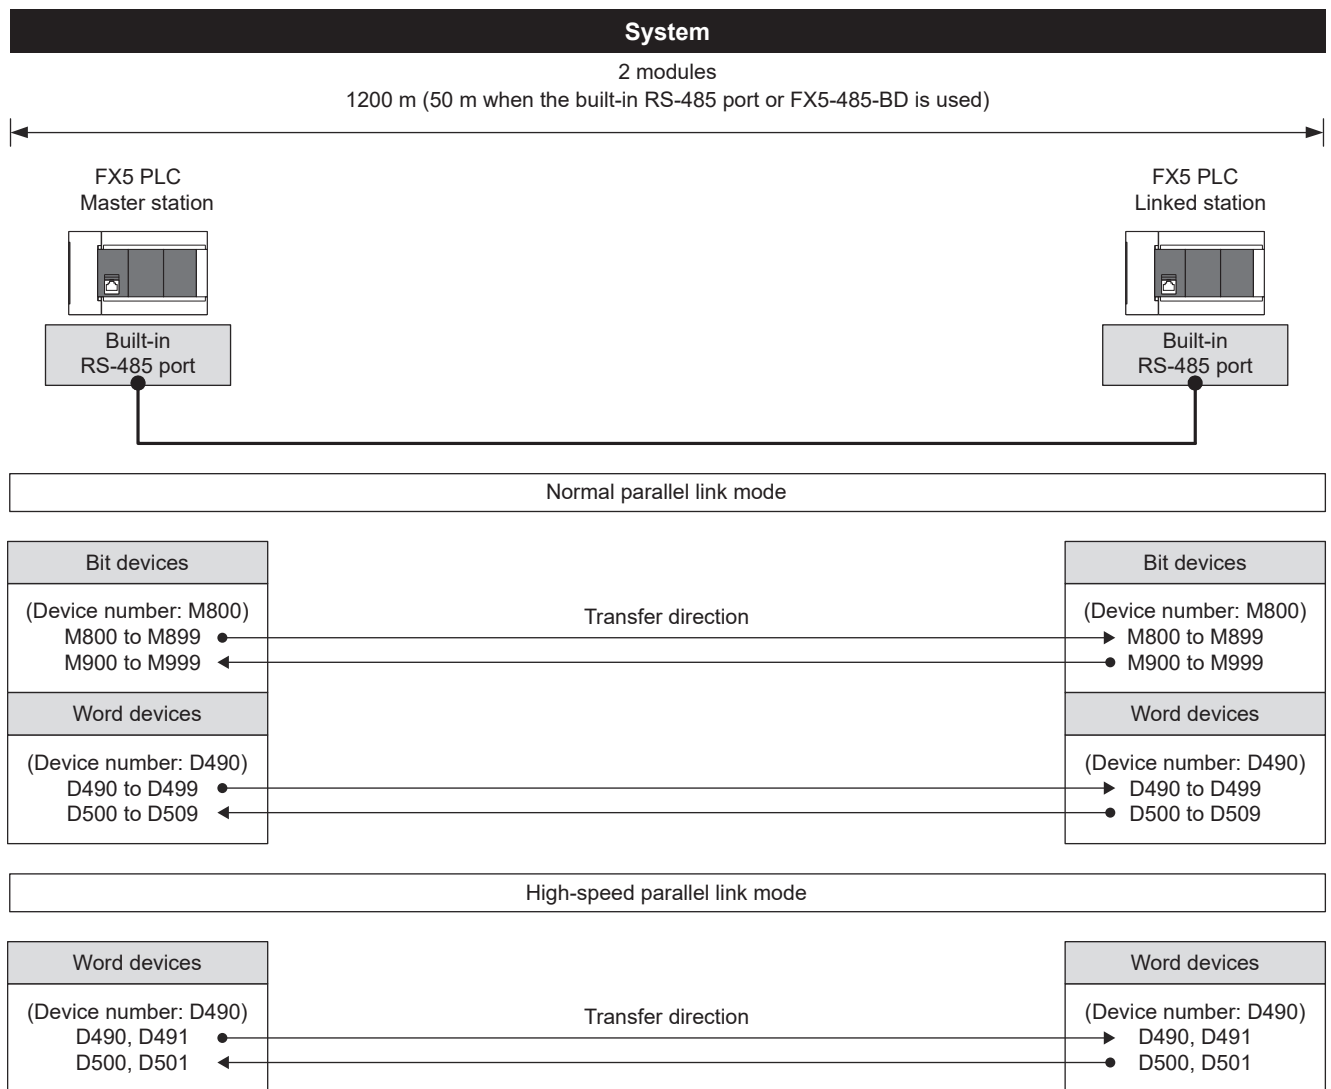 System
2 modules
1200 m (50 m when the built-in RS-485 port or FX5-485-BD is used)
FX5 PLC
Master station
FX5 PLC
Linked station
Built-in
RS-485 port
Built-in
RS-485 port
Normal parallel link mode
Bit devices
(Device number: M800)
M800 to M899
M900 to M999
Word devices
(Device number: D490)
D490 to D499
D500 to D509
Transfer direction
Bit devices
(Device number: M800)
M800 to M899
M900 to M999
Word devices
(Device number: D490)
D490 to D499
D500 to D509
High-speed parallel link mode
Word devices
(Device number: D490)
D490, D491
D500, D501
Transfer direction
Word devices
(Device number: D490)
D490, D491
D500, D501